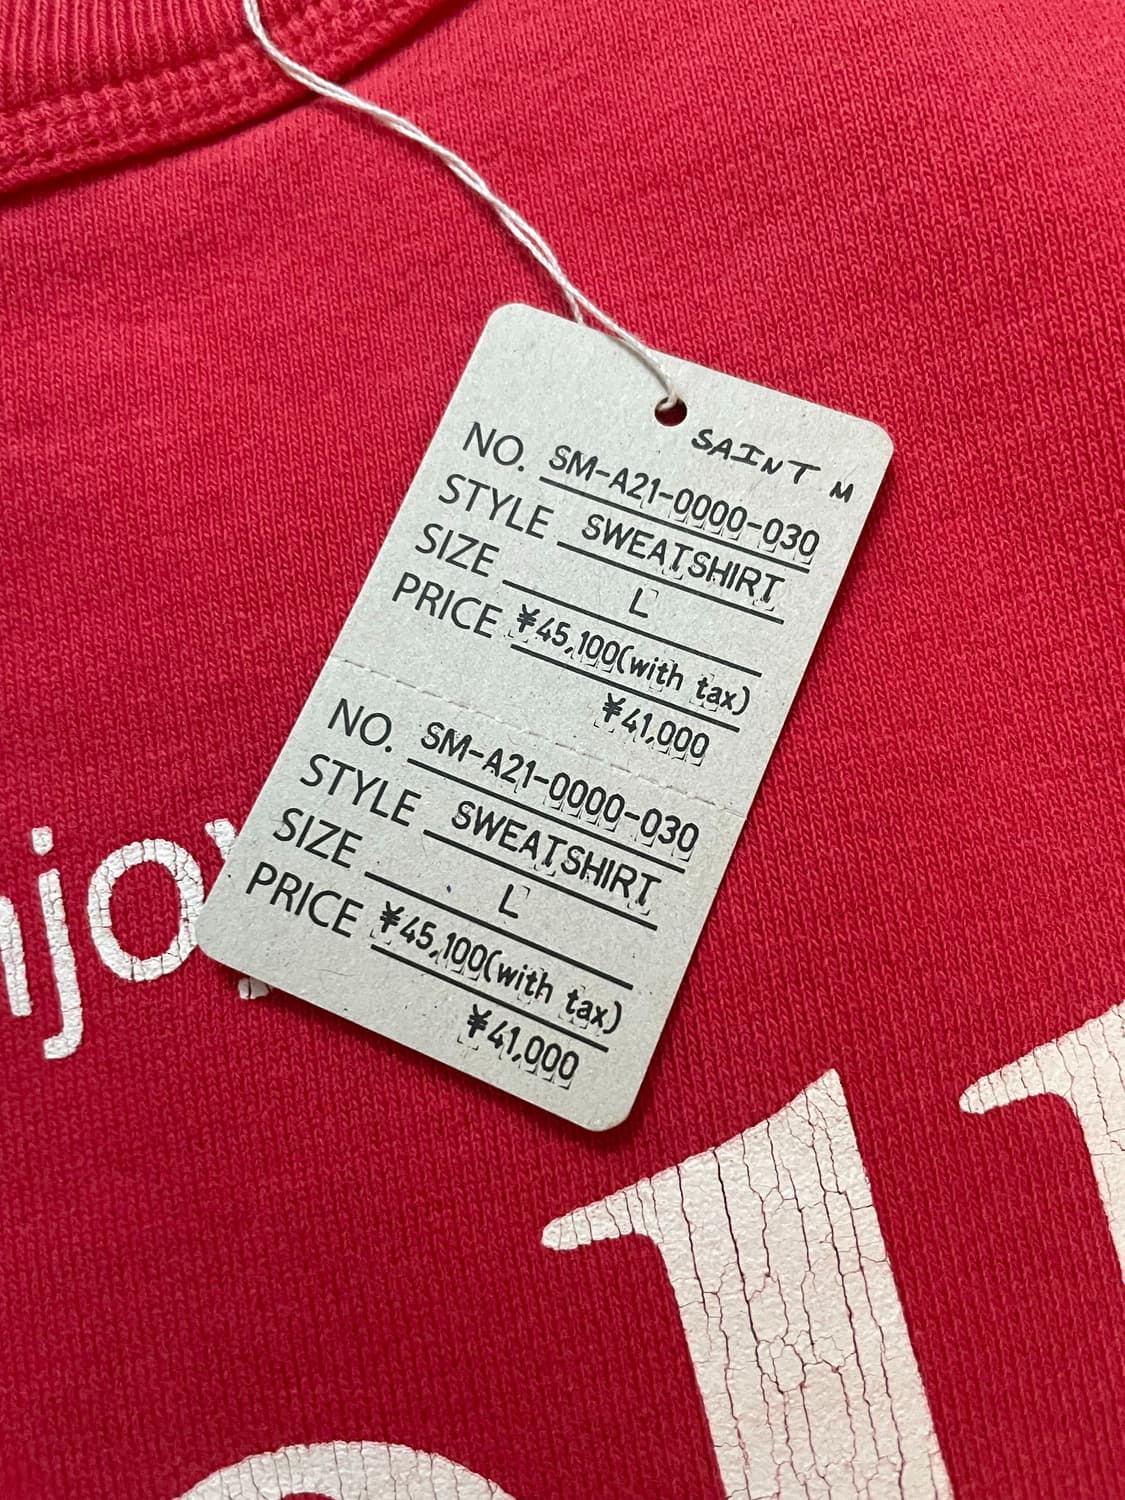 SAINT M
NO. SM-A21-0000-030
STYLE SWEATSHIRT
SIZE L
PRICE ¥45,100(with tax)
¥41,000
NO. SM-A21-0000-030
STYLE SWEATSHIRT
SIZE L
PRICE ¥45,100(with tax)
¥41,000
njoy